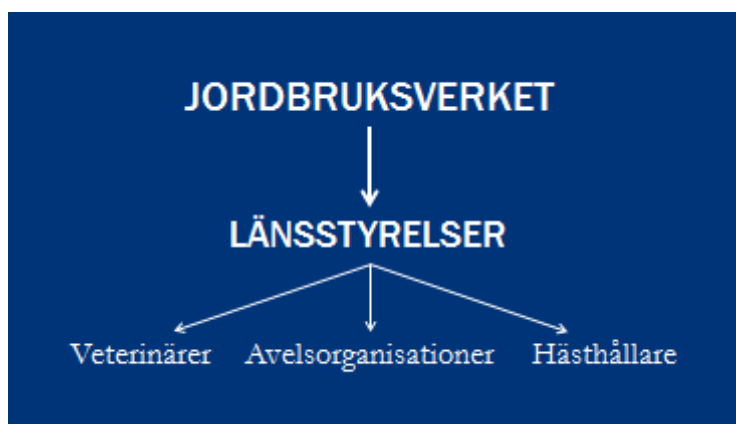 JORDBRUKSVERKET
LÄNSSTYRELSER
Veterinärer Avelsorganisationer Hästhållare